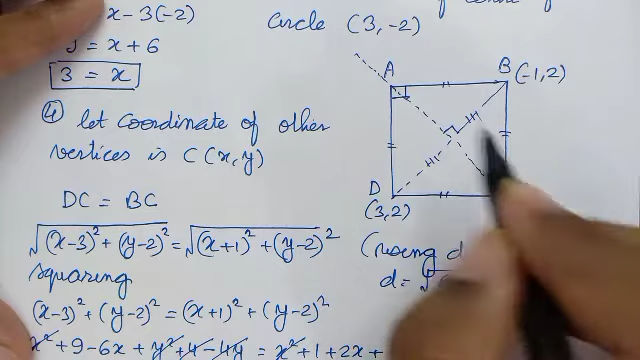 x - 3(-2)
= x + 6
3 = x
circle (3, -2)
④ let coordinate of other
vertices is C(x, y)
DC = BC
√(x-3)² + (y-2)² = √(x+1)² + (y-2)²
squaring
(x-3)² + (y-2)² = (x+1)² + (y-2)²
x² + 9 - 6x + y² + 4 - 4y = x² + 1 + 2x +
A
B (-1, 2)
D
(3, 2)
d = √